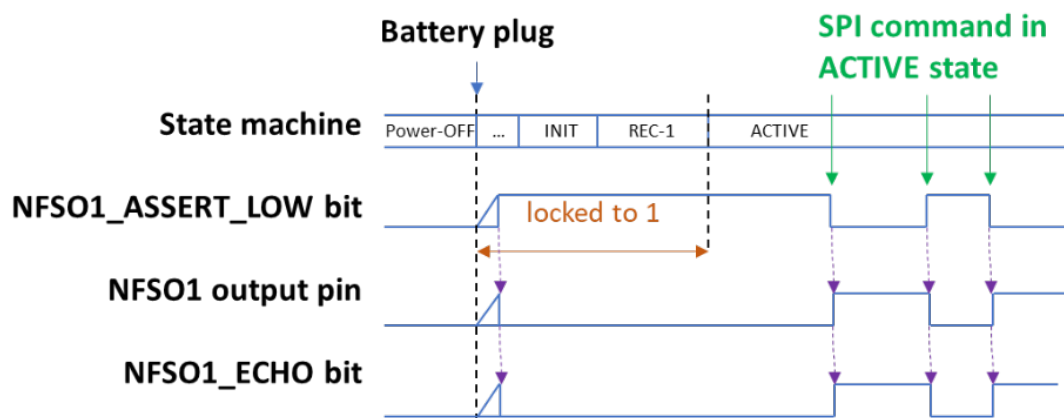 Battery plug
SPI command in
ACTIVE state
State machine
Power-OFF ... INIT REC-1 ACTIVE
NFSO1_ASSERT_LOW bit
locked to 1
NFSO1 output pin
NFSO1_ECHO bit